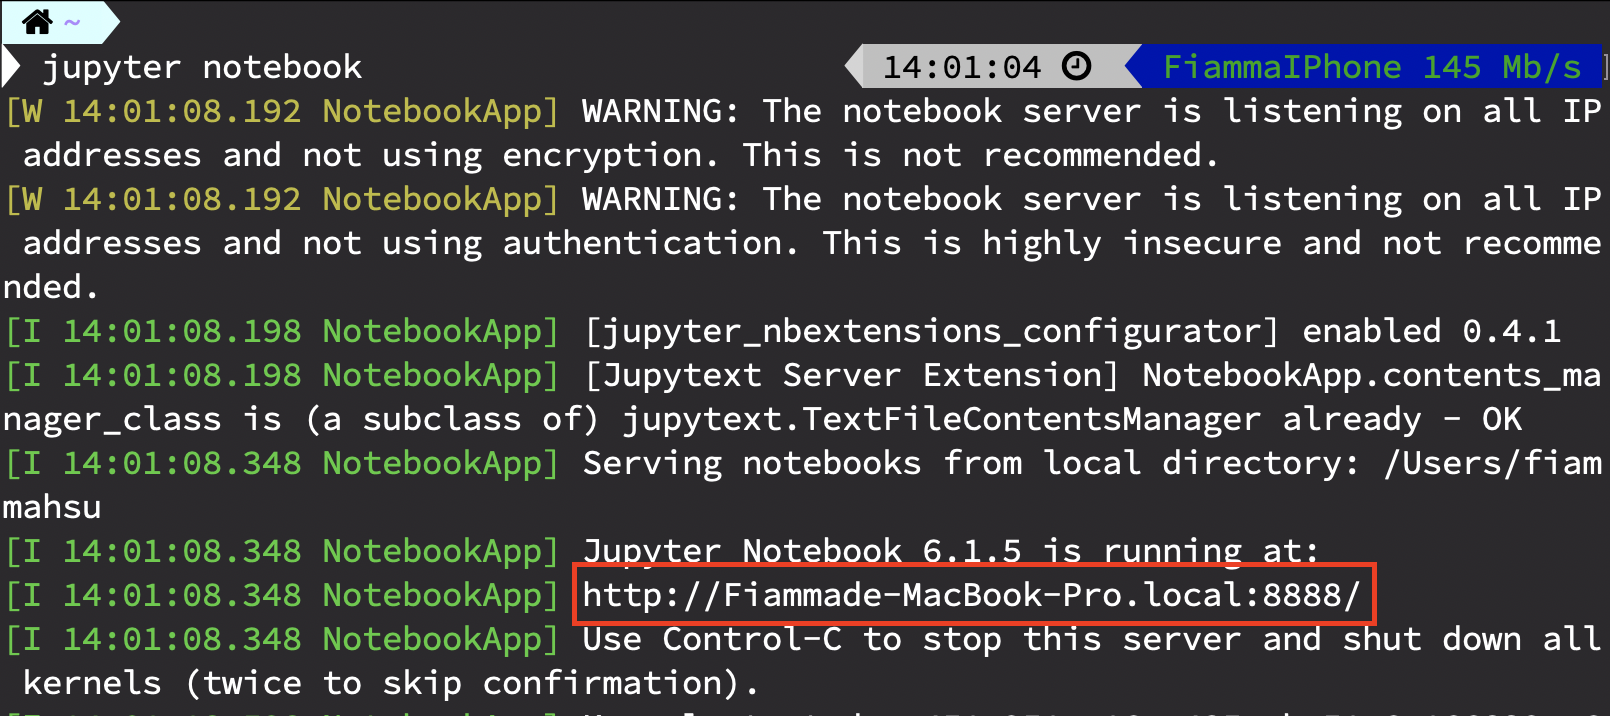 ~
jupyter notebook 14:01:04 FiammaIPhone 145 Mb/s
[W 14:01:08.192 NotebookApp] WARNING: The notebook server is listening on all IP
addresses and not using encryption. This is not recommended.
[W 14:01:08.192 NotebookApp] WARNING: The notebook server is listening on all IP
addresses and not using authentication. This is highly insecure and not recomme
nded.
[I 14:01:08.198 NotebookApp] [jupyter_nbextensions_configurator] enabled 0.4.1
[I 14:01:08.198 NotebookApp] [Jupytext Server Extension] NotebookApp.contents_ma
nager_class is (a subclass of) jupytext.TextFileContentsManager already - OK
[I 14:01:08.348 NotebookApp] Serving notebooks from local directory: /Users/fiam
mahsu
[I 14:01:08.348 NotebookApp] Jupyter Notebook 6.1.5 is running at:
[I 14:01:08.348 NotebookApp] http://Fiammade-MacBook-Pro.local:8888/
[I 14:01:08.348 NotebookApp] Use Control-C to stop this server and shut down all
kernels (twice to skip confirmation).